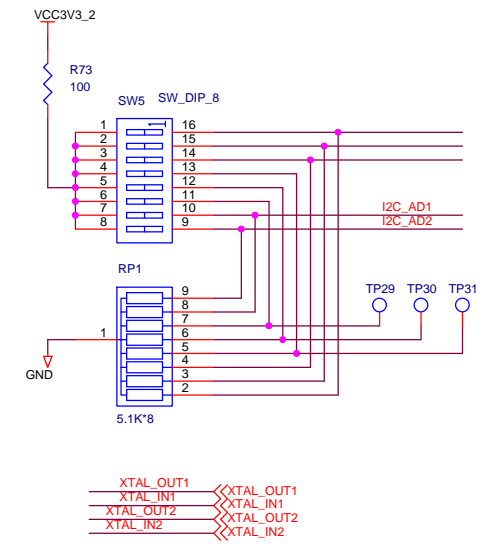 VCC3V3_2
R73
100
SW5 SW_DIP_8
1 16
2 15
3 14
4 13
5 12
6 11
7 10 I2C_AD1
8 9 I2C_AD2
RP1
TP29 TP30 TP31
9
8
7
1 6
5
4
3
2
GND
5.1K*8
XTAL_OUT1 XTAL_OUT1
XTAL_IN1 XTAL_IN1
XTAL_OUT2 XTAL_OUT2
XTAL_IN2 XTAL_IN2